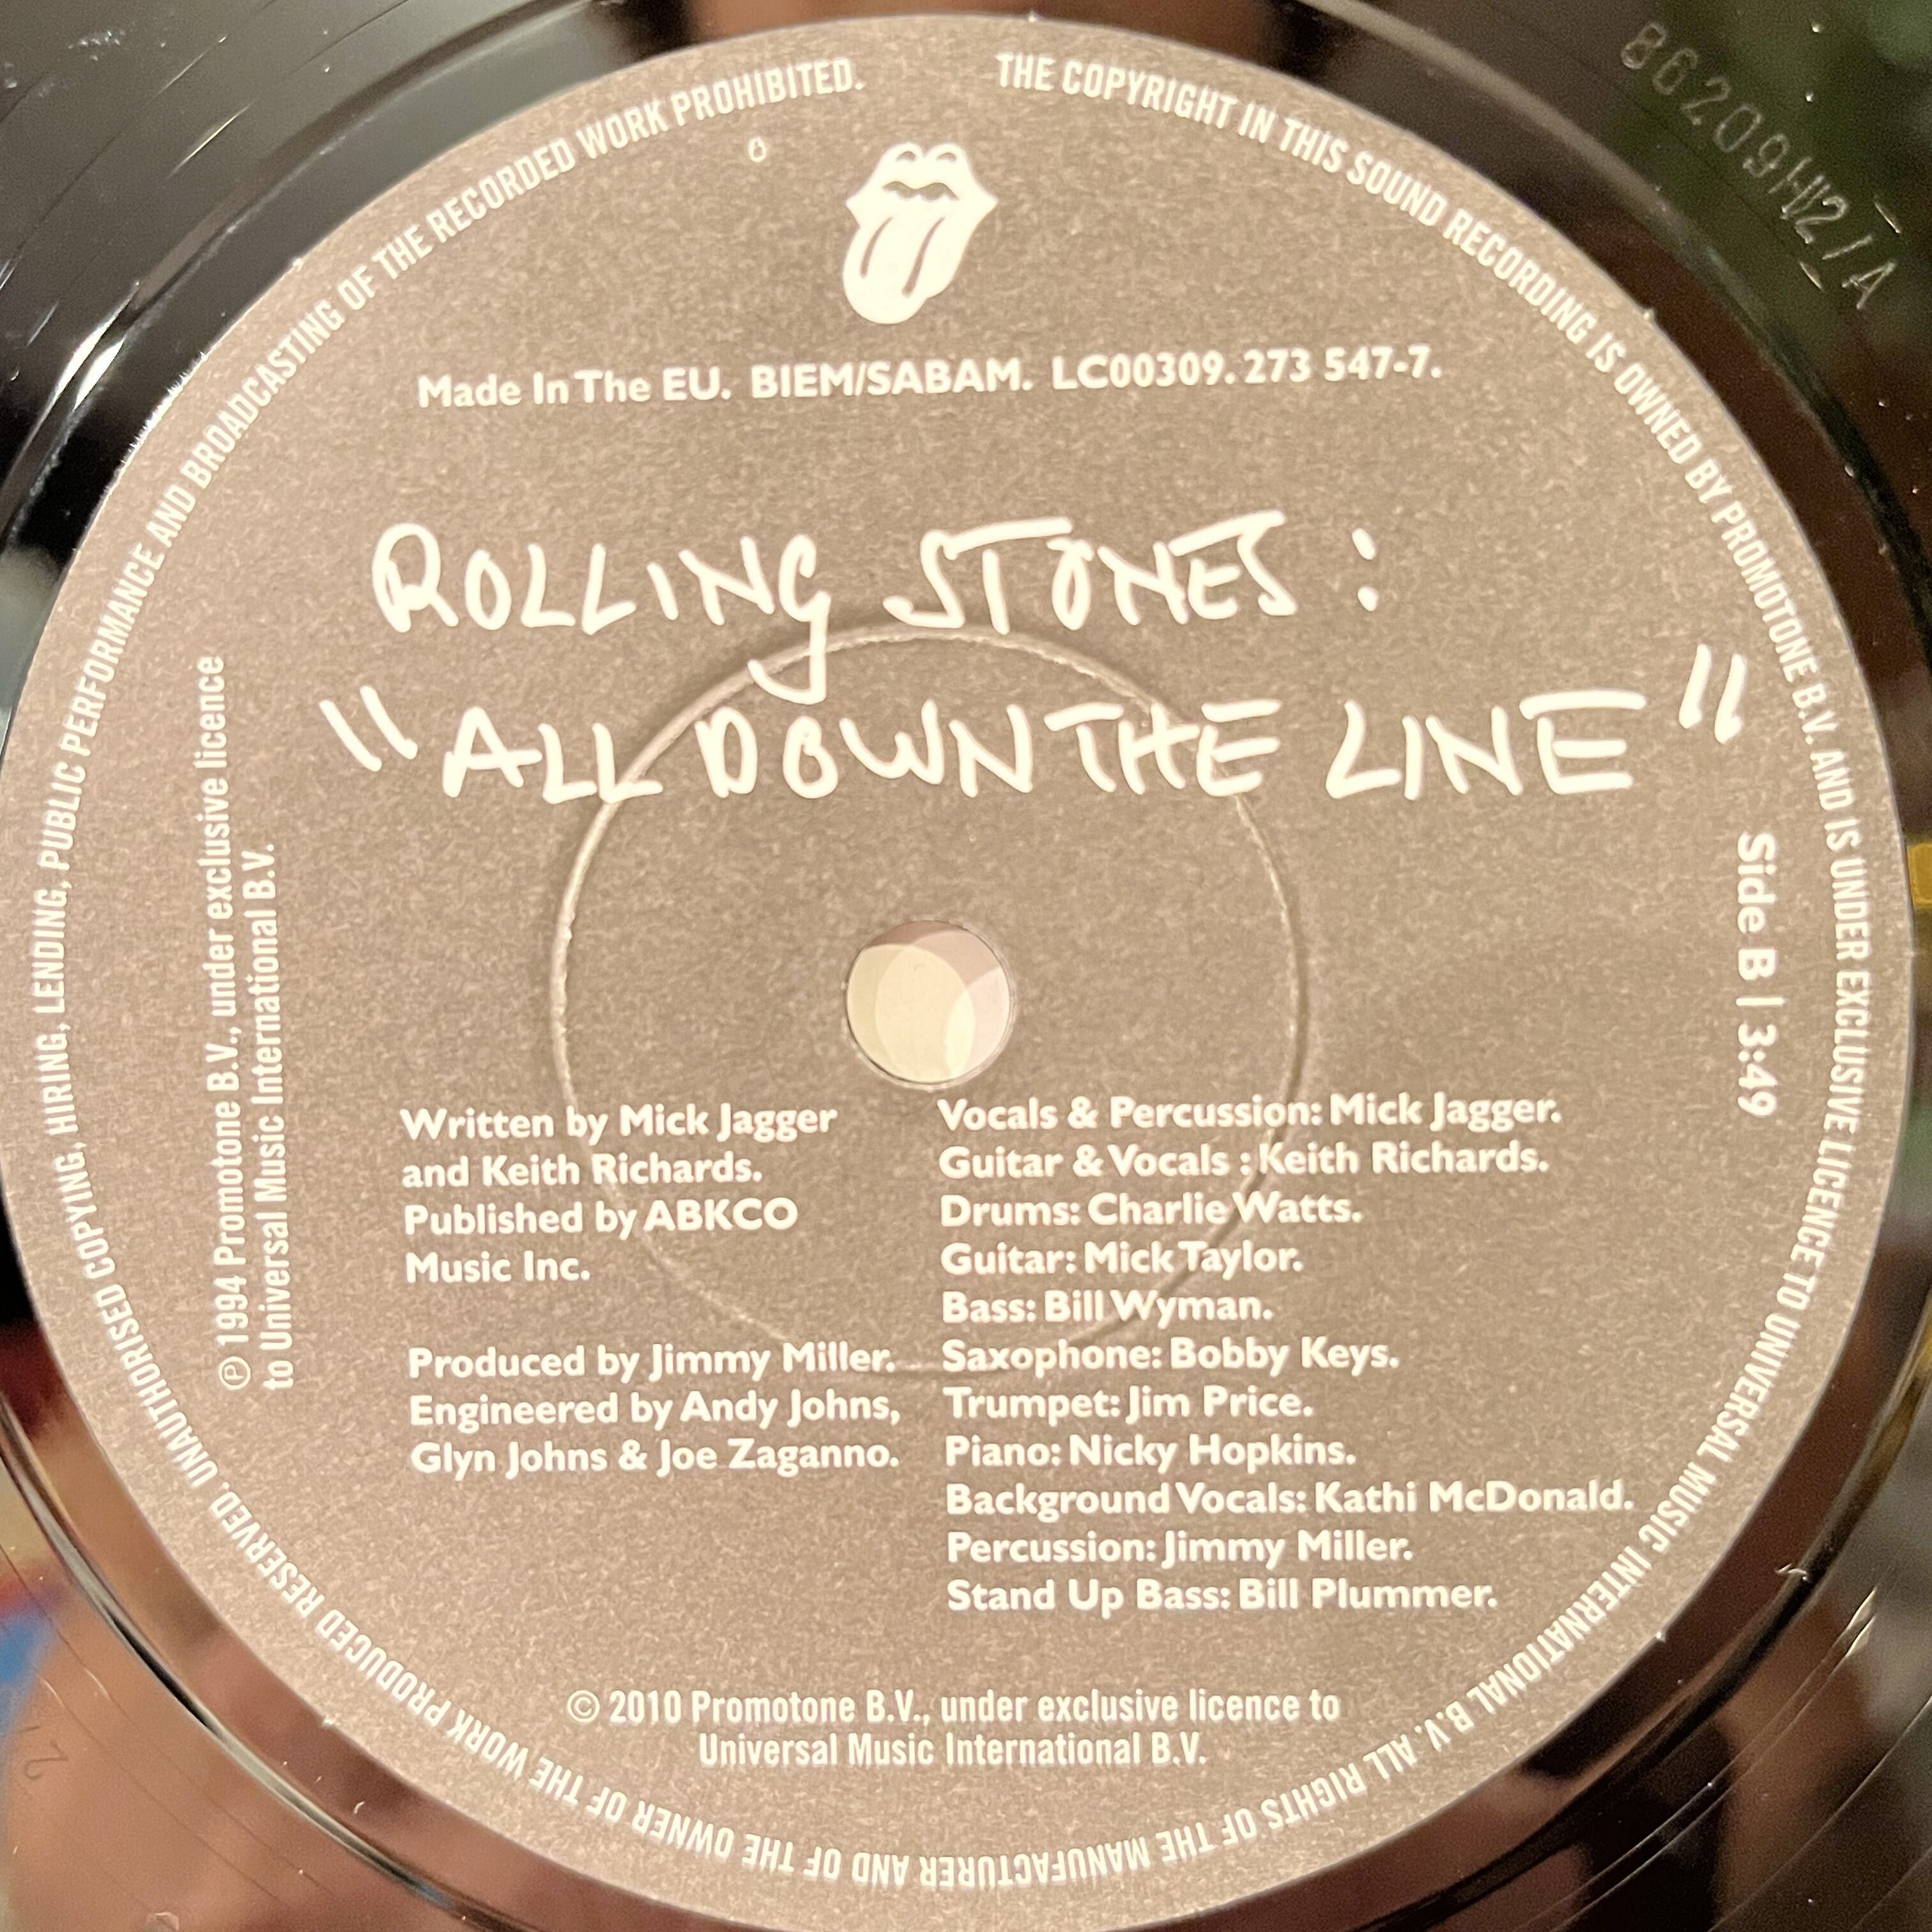 THE COPYRIGHT IN THIS SOUND RECORDING IS OWNED BY PROMOTONE B.V. AND IS UNDER EXCLUSIVE LICENCE TO UNIVERSAL MUSIC INTERNATIONAL B.V. ALL RIGHTS OF THE MANUFACTURER AND OF THE OWNER OF THE WORK PRODUCED RESERVED. UNAUTHORISED COPYING, HIRING, LENDING, PUBLIC PERFORMANCE AND BROADCASTING OF THE RECORDED WORK PROHIBITED.
Made In The EU. BIEM/SABAM. LC00309. 273 547-7.
ROLLING STONES :
"ALL DOWN THE LINE"
Side B | 3:49
℗ 1994 Promotone B.V., under exclusive licence
to Universal Music International B.V.
Written by Mick Jagger
and Keith Richards.
Published by ABKCO
Music Inc.
Produced by Jimmy Miller.
Engineered by Andy Johns,
Glyn Johns & Joe Zaganno.
Vocals & Percussion: Mick Jagger.
Guitar & Vocals : Keith Richards.
Drums: Charlie Watts.
Guitar: Mick Taylor.
Bass: Bill Wyman.
Saxophone: Bobby Keys.
Trumpet: Jim Price.
Piano: Nicky Hopkins.
Background Vocals: Kathi McDonald.
Percussion: Jimmy Miller.
Stand Up Bass: Bill Plummer.
© 2010 Promotone B.V., under exclusive licence to
Universal Music International B.V.